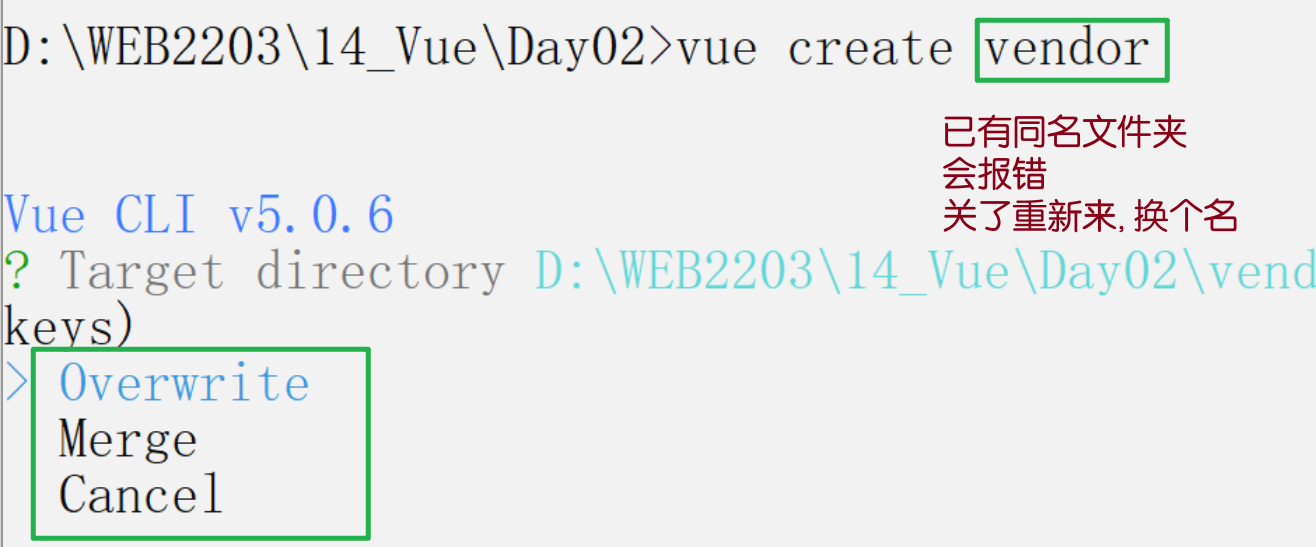 D:\WEB2203\14_Vue\Day02>vue create vendor
已有同名文件夹
会报错
关了重新来, 换个名
Vue CLI v5.0.6
? Target directory D:\WEB2203\14_Vue\Day02\vend
keys)
> Overwrite
Merge
Cancel